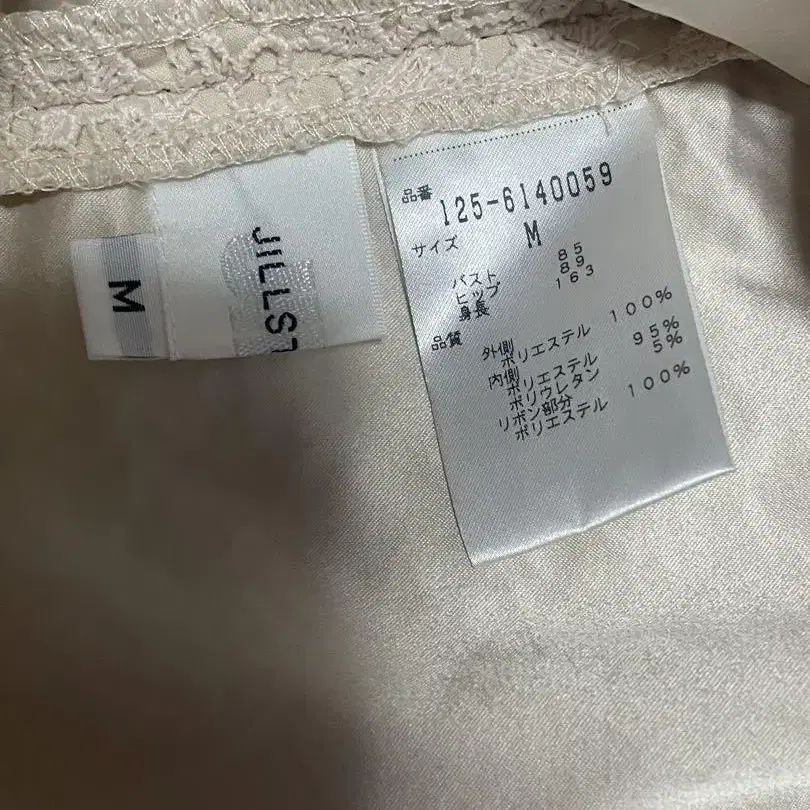 M
JILLST
品番 125-6140059
サイズ M
バスト 85
ヒップ 89
身長 163
品質
外側
ポリエステル 100%
内側
ポリエステル 95%
ポリウレタン 5%
リボン部分
ポリエステル 100%